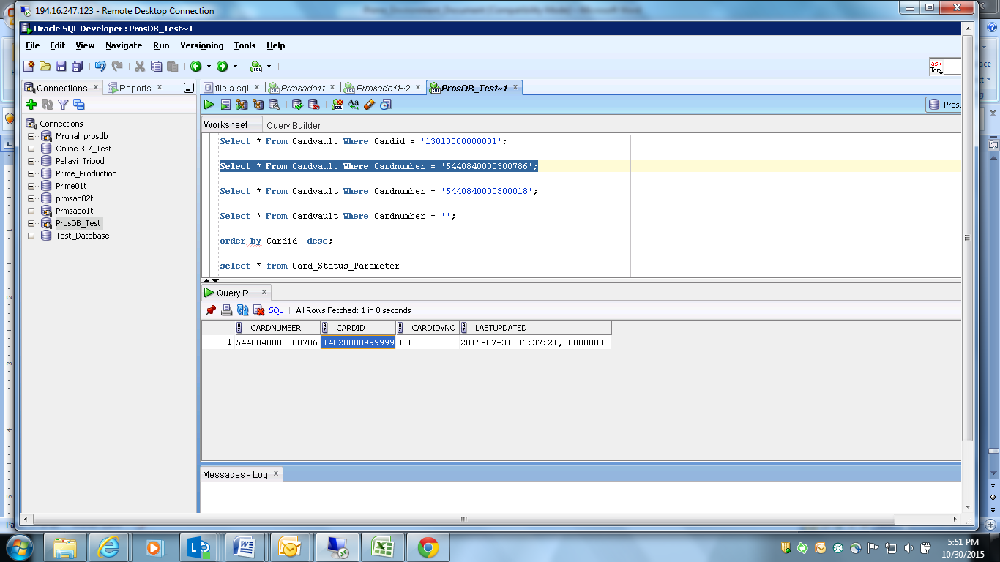 194.16.247.123 - Remote Desktop Connection
Oracle SQL Developer : ProsDB_Test~1
File Edit View Navigate Run Versioning Tools Help
ask
Tom
Connections Reports
file a.sql Prmsado1t Prmsado1t~2 ProsDB_Test~1
Worksheet Query Builder
Connections
Mrunal_prosdb
Online 3.7_Test
Pallavi_Tripod
Prime_Production
Prime01t
prmsad02t
Prmsado1t
ProsDB_Test
Test_Database
Select * From Cardvault Where Cardid = '13010000000001';
Select * From Cardvault Where Cardnumber = '5440840000300786';
Select * From Cardvault Where Cardnumber = '5440840000300018';
Select * From Cardvault Where Cardnumber = '';
order by Cardid desc;
select * from Card_Status_Parameter
Query R...
SQL All Rows Fetched: 1 in 0 seconds
CARDNUMBER CARDID CARDIDVNO LASTUPDATED
1 5440840000300786 14020000999999 001 2015-07-31 06:37:21,000000000
Messages - Log
5:51 PM
10/30/2015